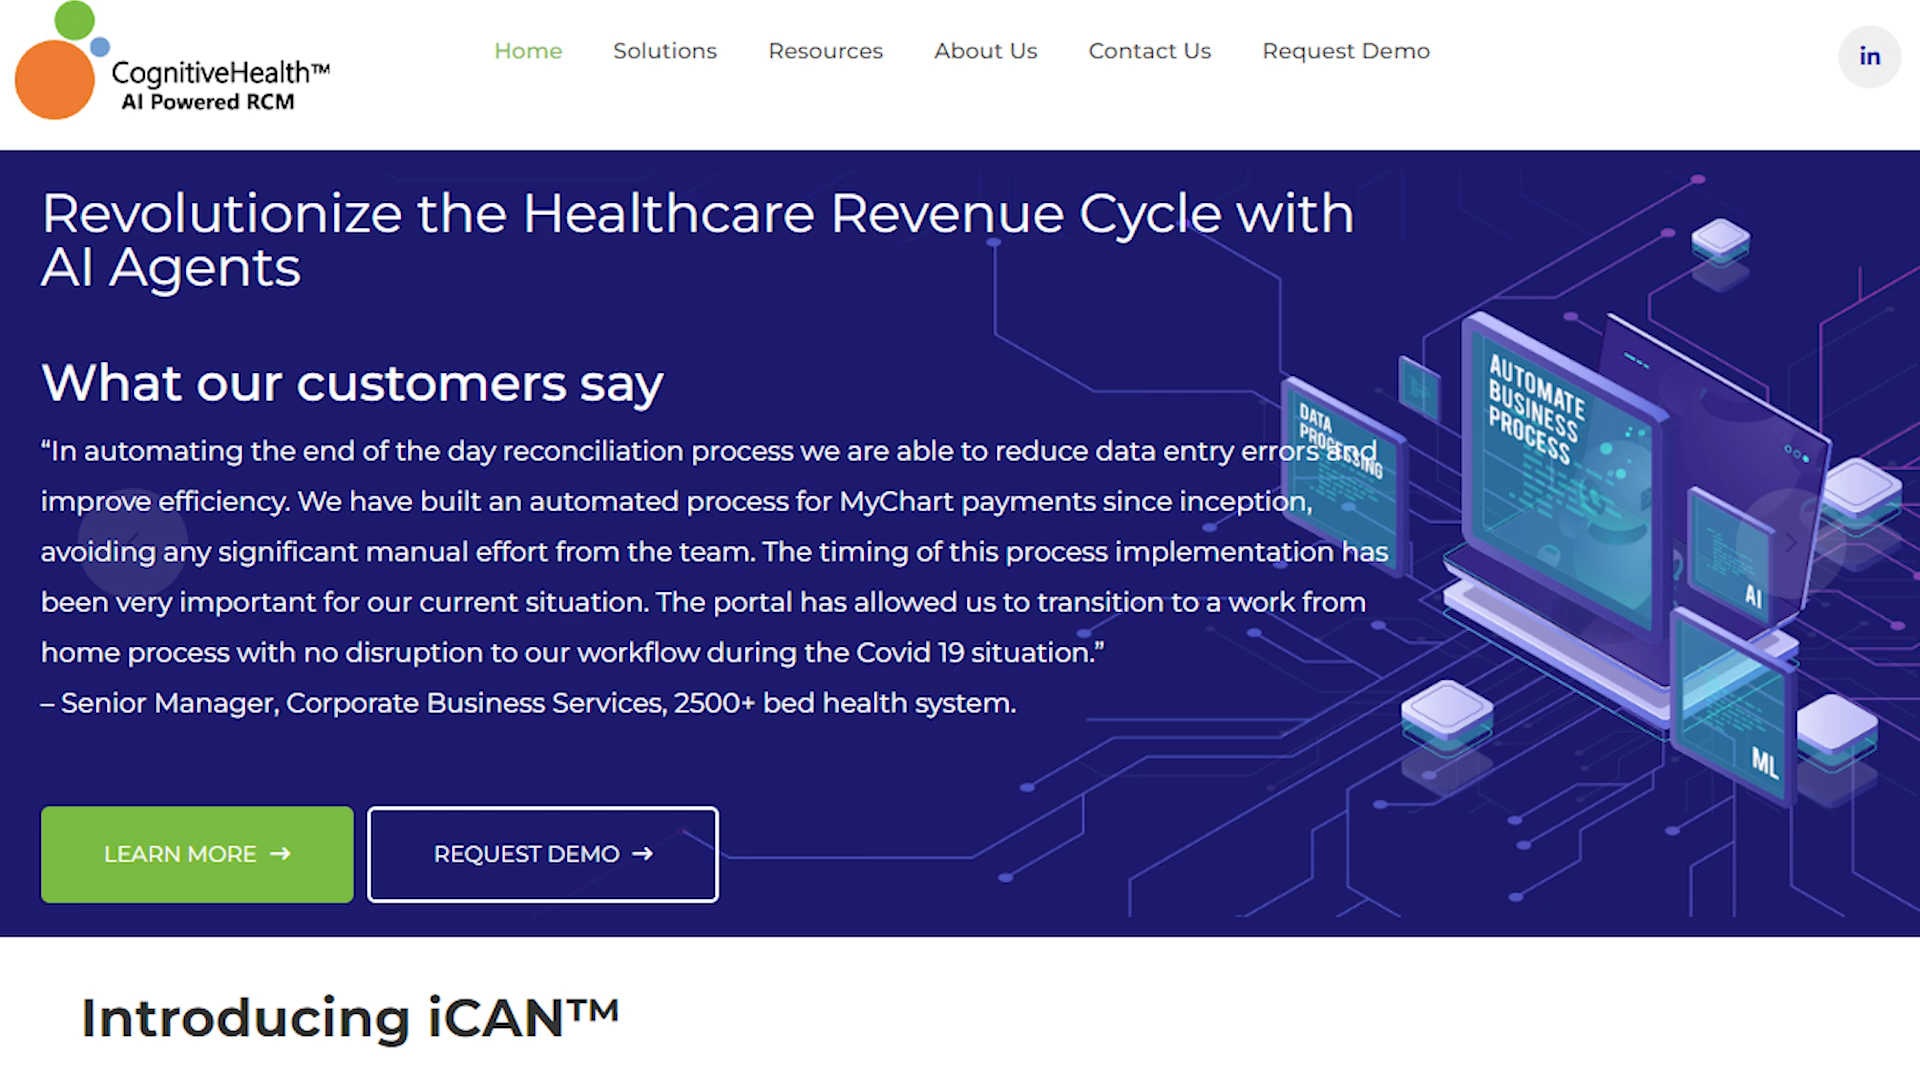 CognitiveHealth™
AI Powered RCM
Home
Solutions
Resources
About Us
Contact Us
Request Demo
in
Revolutionize the Healthcare Revenue Cycle with
AI Agents
What our customers say
“In automating the end of the day reconciliation process we are able to reduce data entry errors and
improve efficiency. We have built an automated process for MyChart payments since inception,
avoiding any significant manual effort from the team. The timing of this process implementation has
been very important for our current situation. The portal has allowed us to transition to a work from
home process with no disruption to our workflow during the Covid 19 situation.”
– Senior Manager, Corporate Business Services, 2500+ bed health system.
LEARN MORE →
REQUEST DEMO →
DATA
PROCESSING
AUTOMATE
BUSINESS
PROCESS
AI
ML
Introducing iCAN™